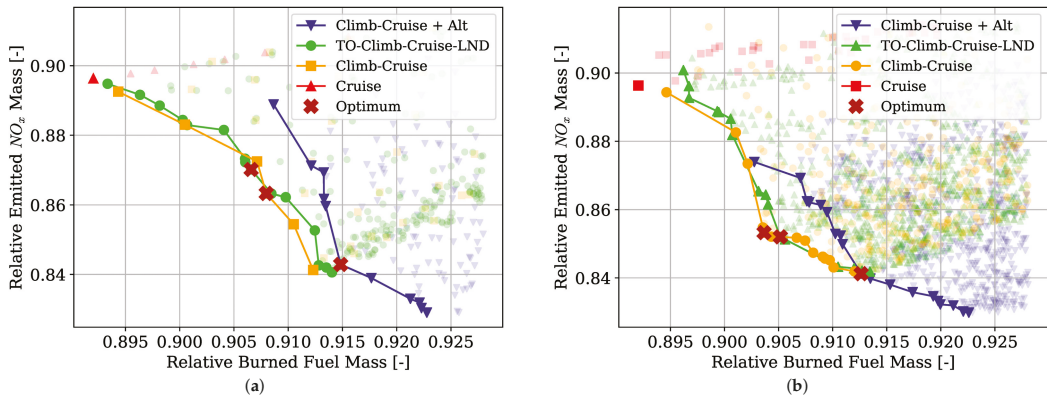 Climb-Cruise + Alt
TO-Climb-Cruise-LND
Climb-Cruise
Cruise
Optimum
0.90
0.88
0.86
0.84
Relative Emitted NOx Mass [-]
0.895 0.900 0.905 0.910 0.915 0.920 0.925
Relative Burned Fuel Mass [-]
(a)
Climb-Cruise + Alt
TO-Climb-Cruise-LND
Climb-Cruise
Cruise
Optimum
0.90
0.88
0.86
0.84
Relative Emitted NOx Mass [-]
0.895 0.900 0.905 0.910 0.915 0.920 0.925
Relative Burned Fuel Mass [-]
(b)